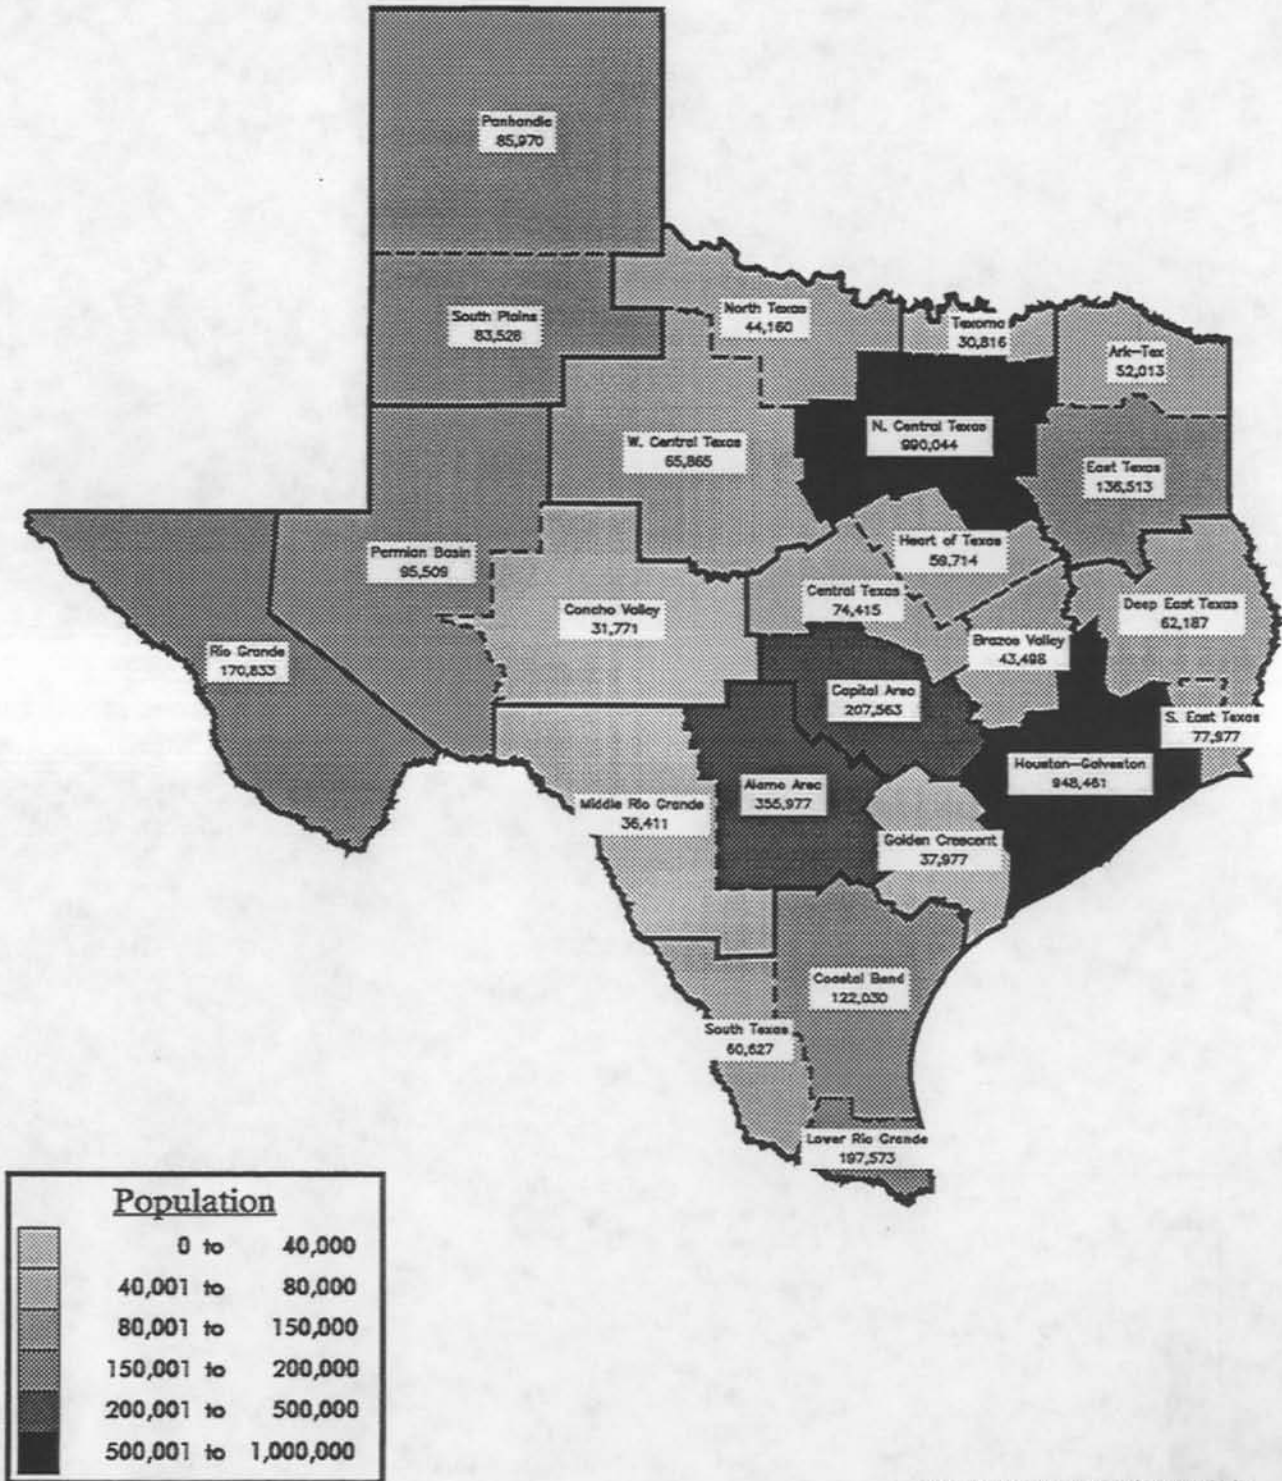 Panhandle
85,970
South Plains
83,526
North Texas
44,160
Texoma
30,816
Ark-Tex
52,013
W. Central Texas
65,865
N. Central Texas
990,044
East Texas
136,513
Permian Basin
95,509
Heart of Texas
59,714
Central Texas
74,415
Concho Valley
31,771
Deep East Texas
62,187
Rio Grande
170,833
Brazos Valley
43,498
Capital Area
207,563
S. East Texas
77,977
Houston-Galveston
948,461
Alamo Area
355,977
Middle Rio Grande
36,411
Golden Crescent
37,977
Coastal Bend
122,030
South Texas
60,627
Lower Rio Grande
197,573
Population
0 to 40,000
40,001 to 80,000
80,001 to 150,000
150,001 to 200,000
200,001 to 500,000
500,001 to 1,000,000